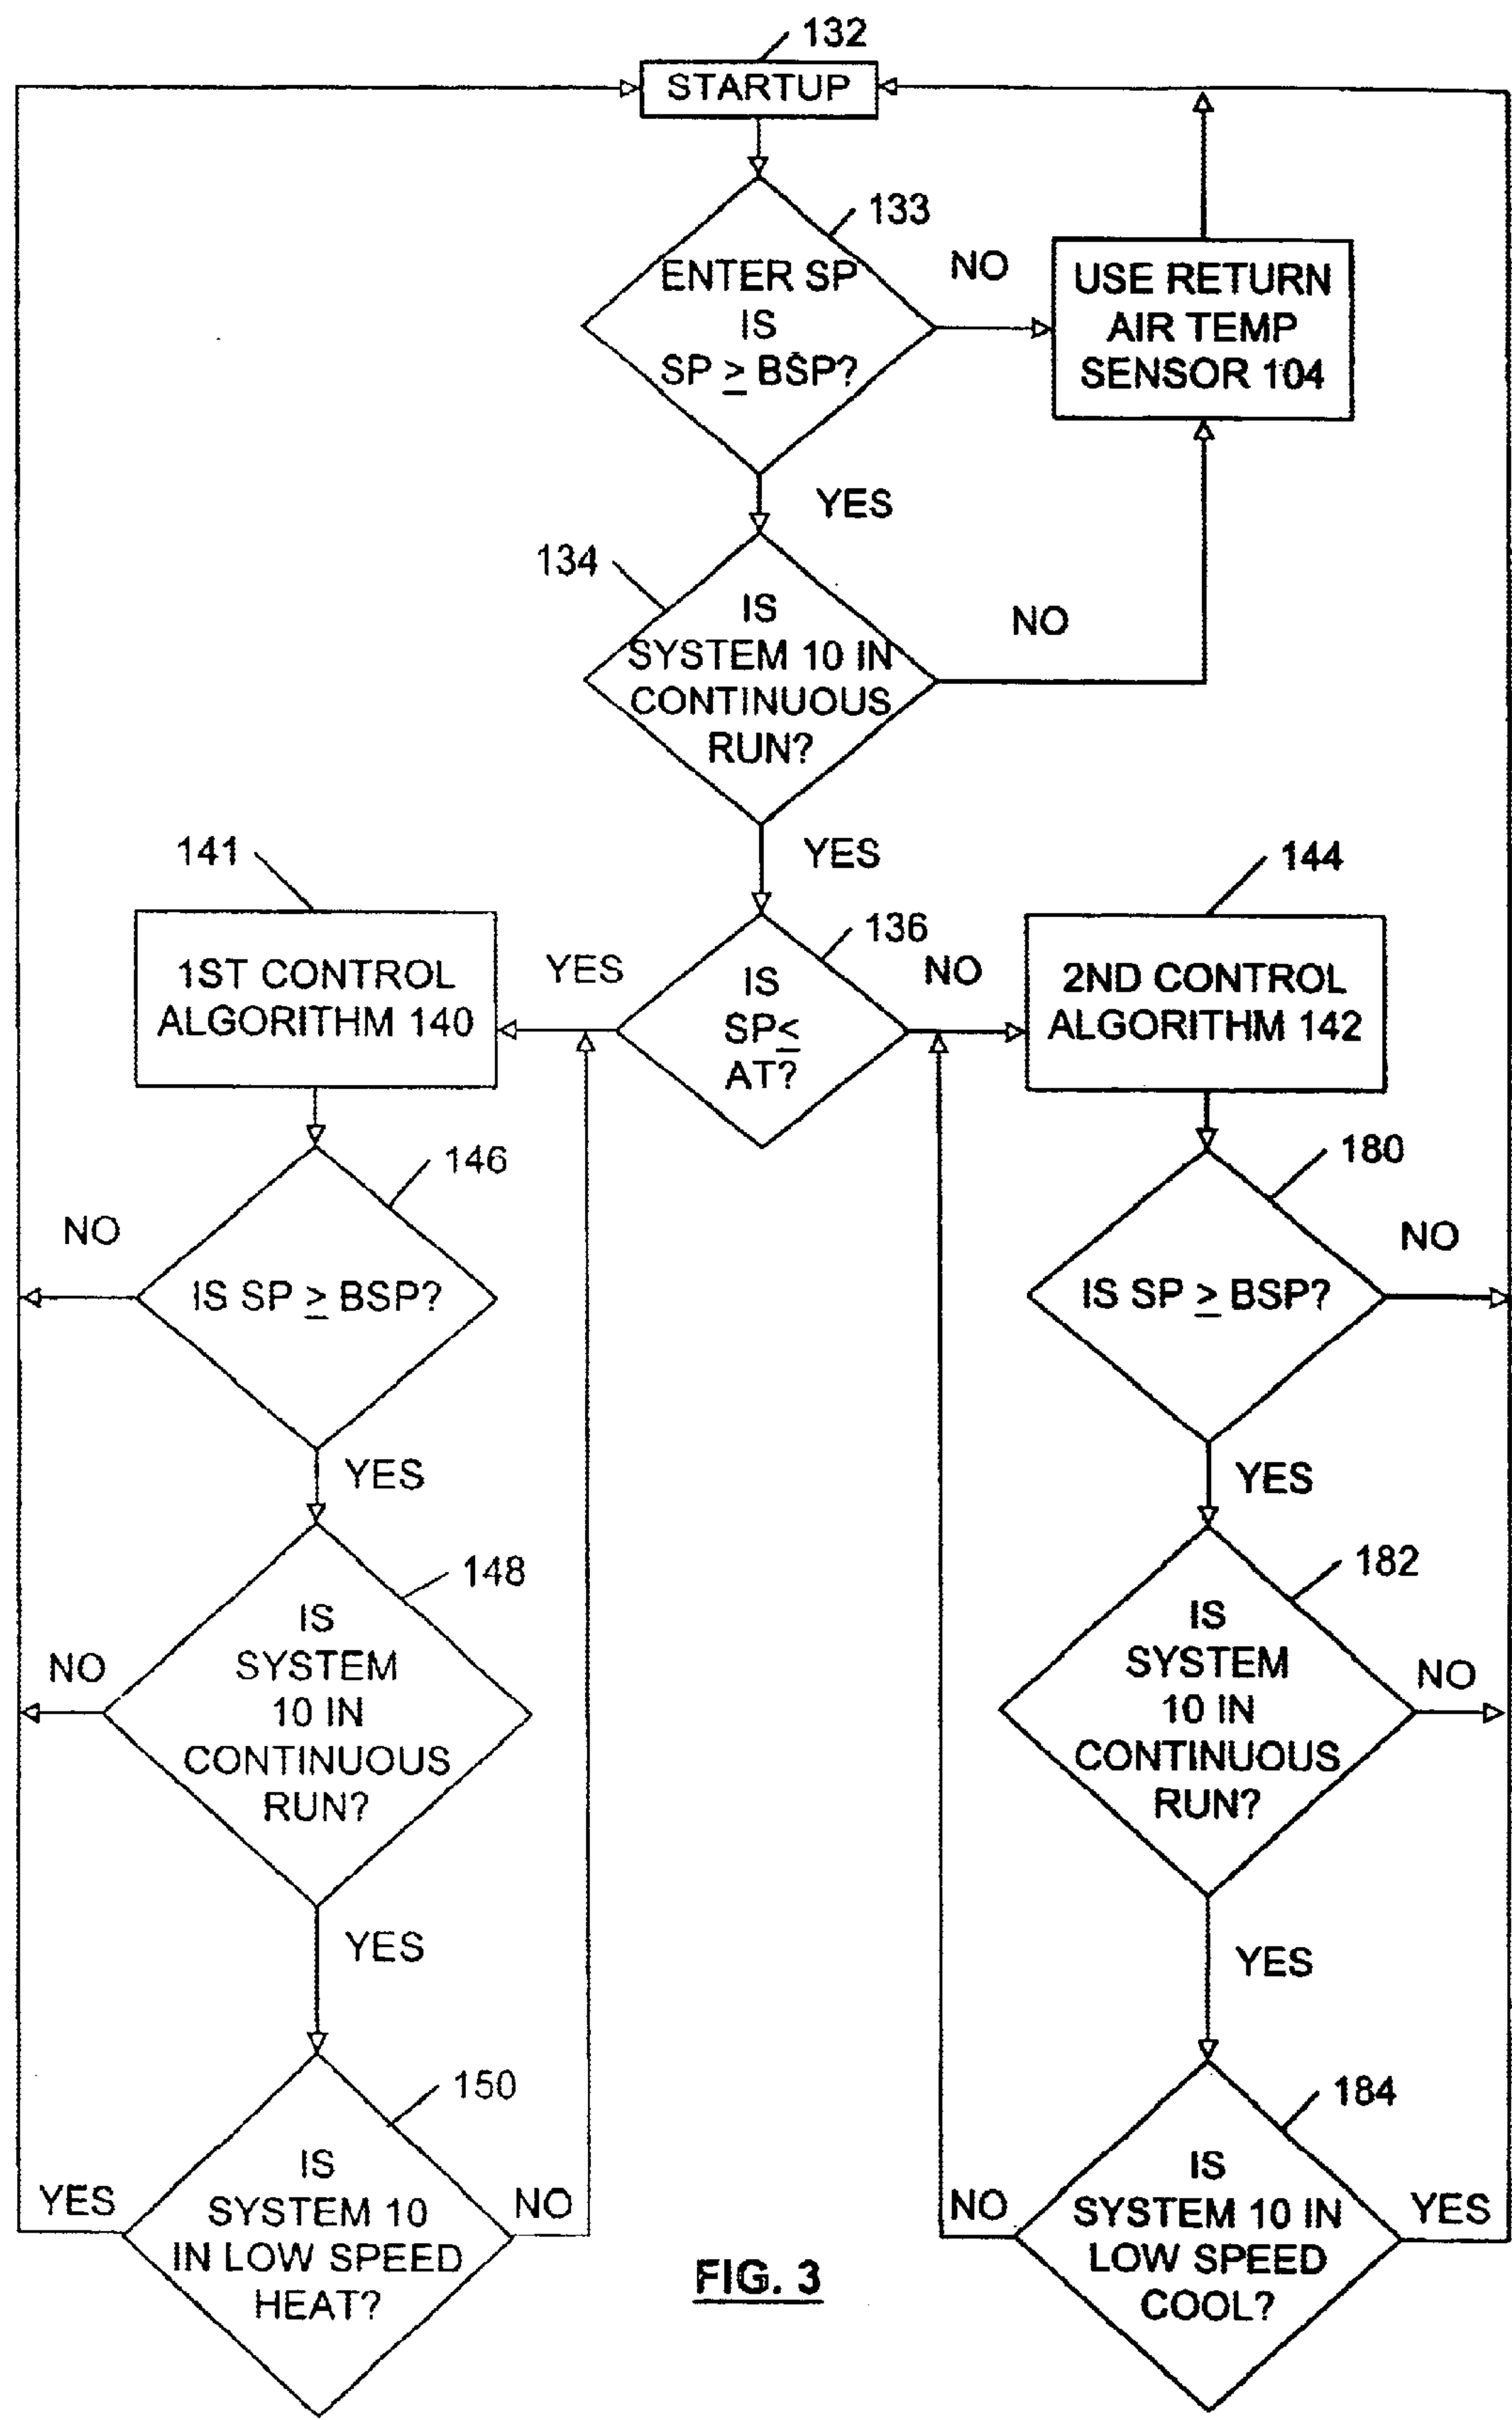 132
STARTUP
133
ENTER SP
IS
SP ≥ BSP?
NO
USE RETURN
AIR TEMP
SENSOR 104
YES
134
IS
SYSTEM 10 IN
CONTINUOUS
RUN?
NO
YES
141
1ST CONTROL
ALGORITHM 140
YES
136
IS
SP≤
AT?
NO
144
2ND CONTROL
ALGORITHM 142
146
NO
IS SP ≥ BSP?
YES
180
NO
IS SP ≥ BSP?
YES
148
IS
SYSTEM
10 IN
CONTINUOUS
RUN?
NO
YES
182
IS
SYSTEM
10 IN
CONTINUOUS
RUN?
NO
YES
150
IS
SYSTEM 10
IN LOW SPEED
HEAT?
YES
NO
184
IS
SYSTEM 10 IN
LOW SPEED
COOL?
NO
YES
FIG. 3